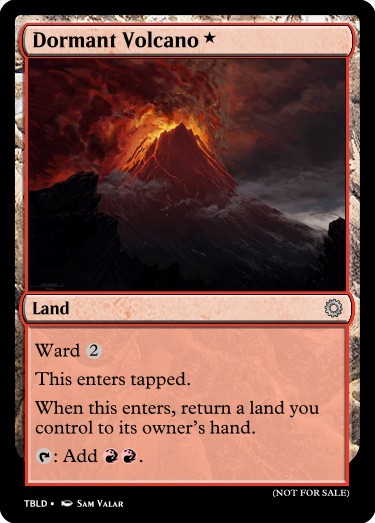 Dormant Volcano ★
Land
Ward 2
This enters tapped.
When this enters, return a land you
control to its owner's hand.
: Add .
(NOT FOR SALE)
TBLD • Sam Valar